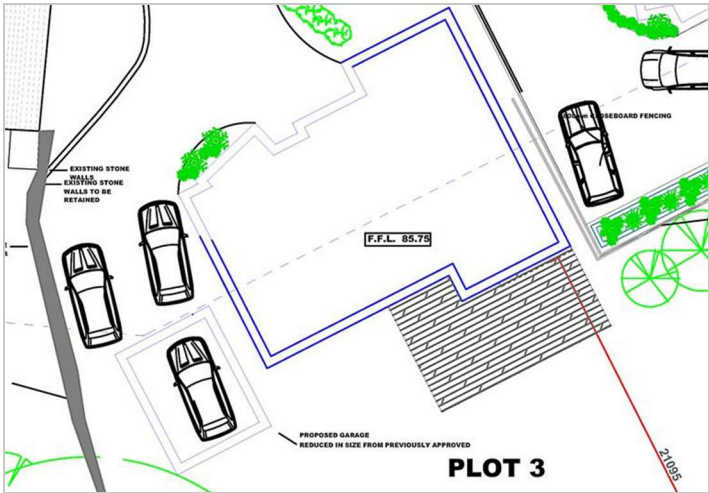 EXISTING STONE
WALLS
EXISTING STONE
WALLS TO BE
RETAINED
CLOSEBOARD FENCING
F.F.L. 85.75
PROPOSED GARAGE
REDUCED IN SIZE FROM PREVIOUSLY APPROVED
PLOT 3
21095